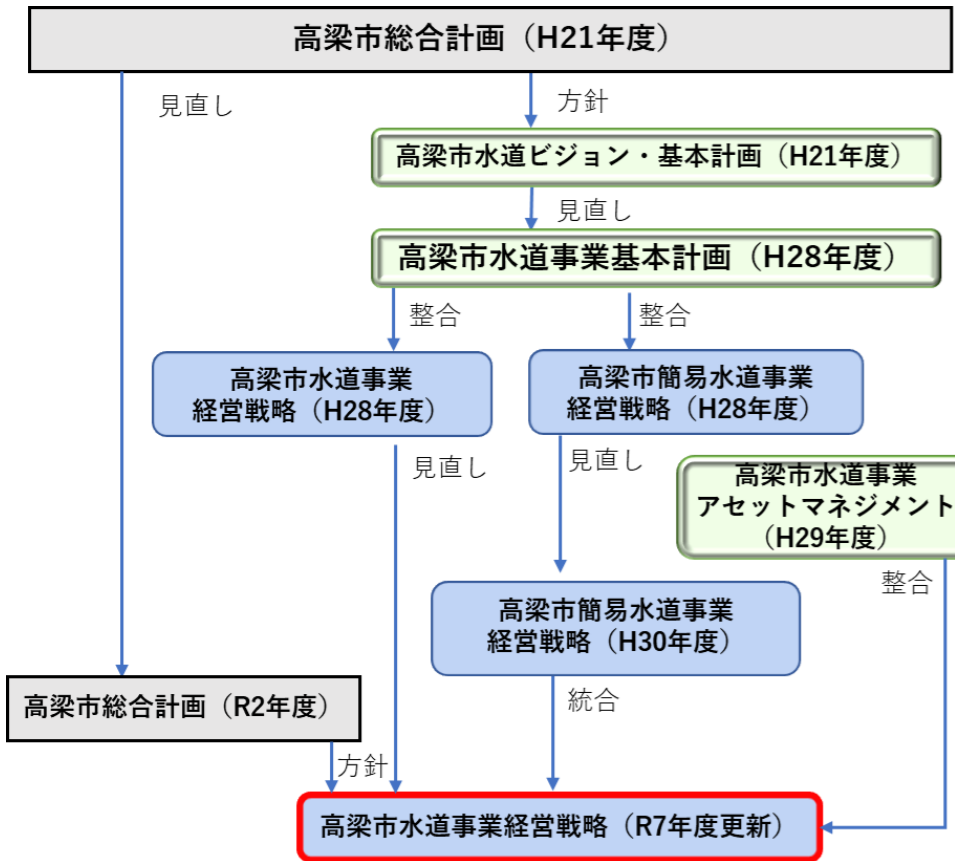 高梁市総合計画（H21年度）
見直し
方針
高梁市水道ビジョン・基本計画（H21年度）
見直し
高梁市水道事業基本計画（H28年度）
整合
整合
高梁市水道事業
経営戦略（H28年度）
高梁市簡易水道事業
経営戦略（H28年度）
見直し
見直し
高梁市水道事業
アセットマネジメント
（H29年度）
整合
高梁市簡易水道事業
経営戦略（H30年度）
高梁市総合計画（R2年度）
統合
方針
高梁市水道事業経営戦略（R7年度更新）